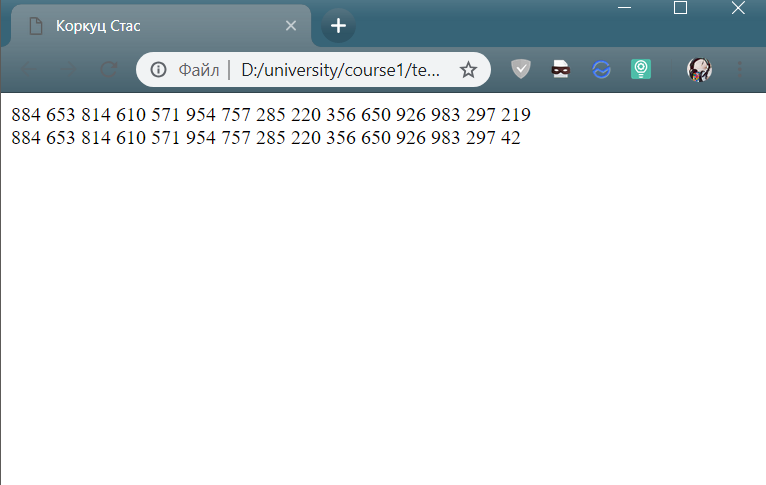 Коркуц Стас
Файл | D:/university/course1/te...
884 653 814 610 571 954 757 285 220 356 650 926 983 297 219
884 653 814 610 571 954 757 285 220 356 650 926 983 297 42